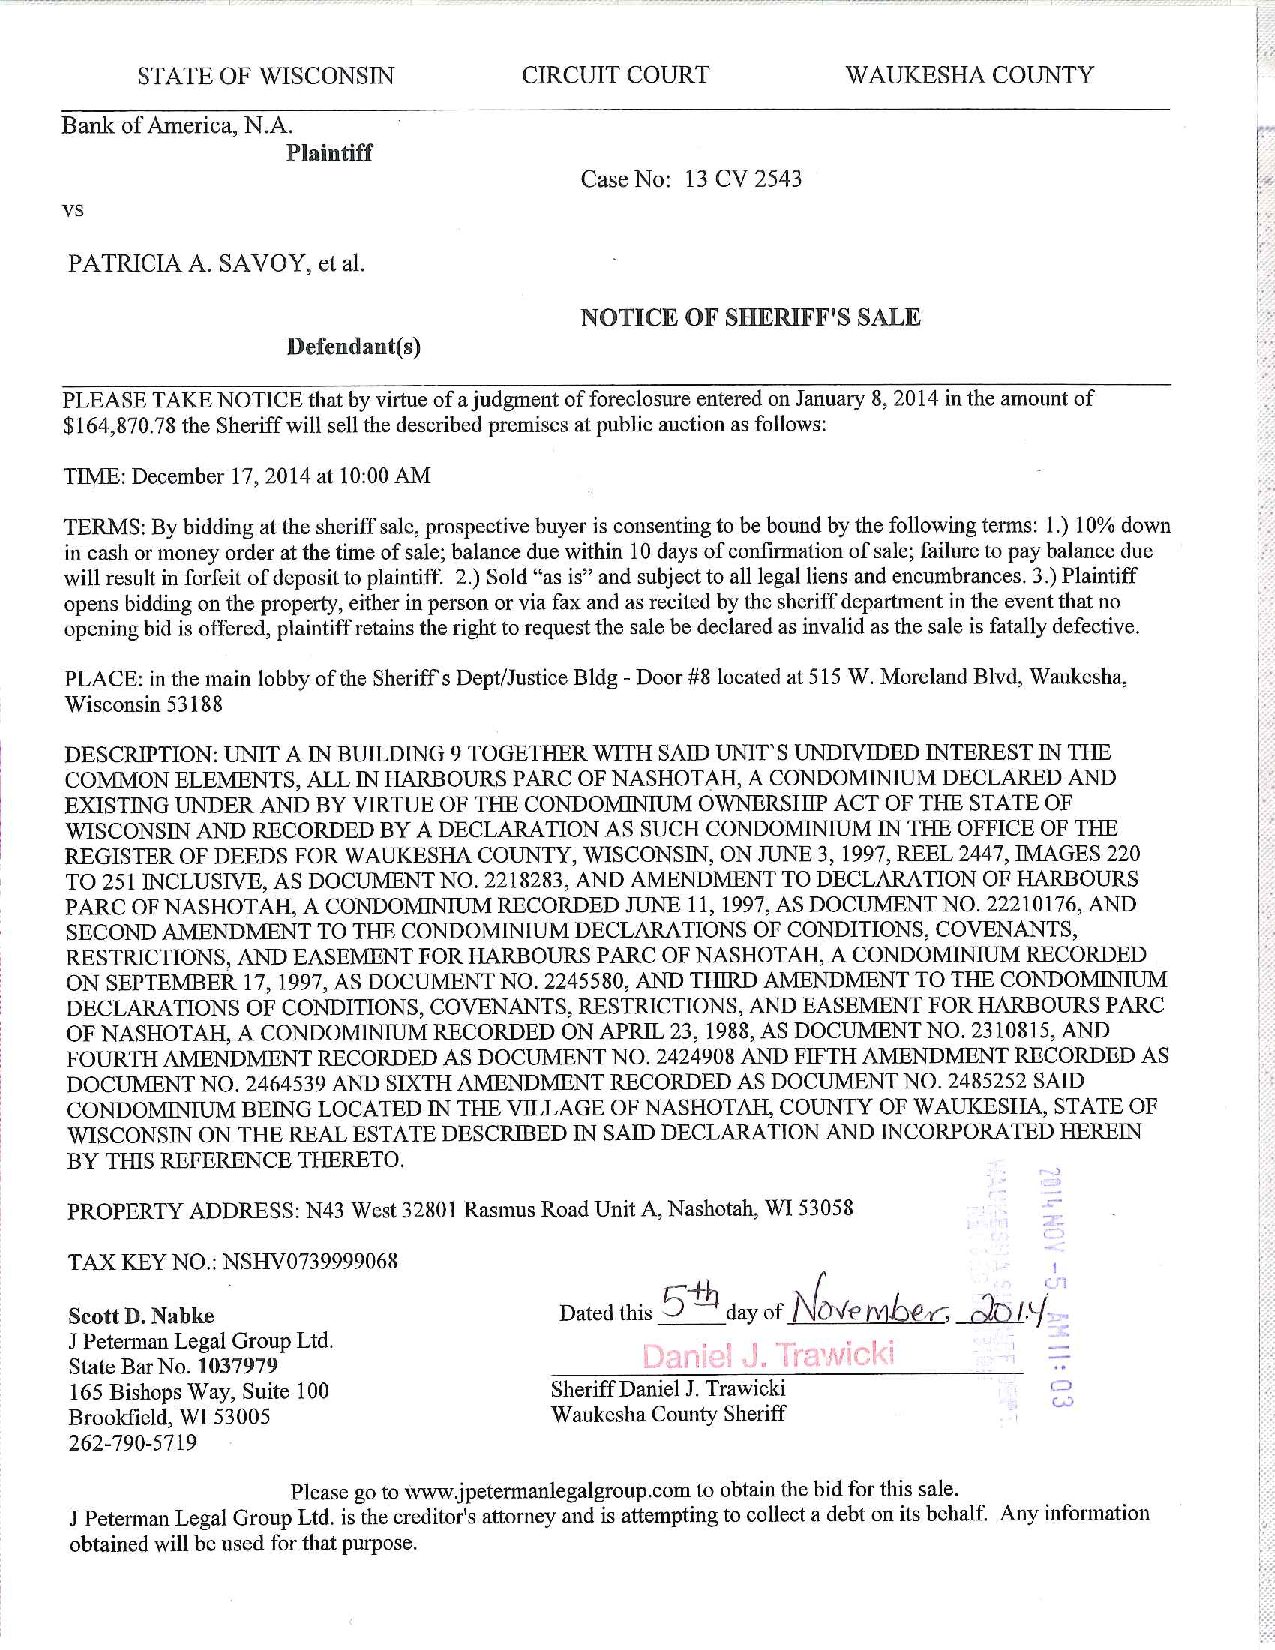 STATE OF WISCONSIN CIRCUIT COURT WAUKESHA COUNTY
Bank of America, N.A.
Plaintiff
Case No: 13 CV 2543
vs
PATRICIA A. SAVOY, et al.
NOTICE OF SHERIFF'S SALE
Defendant(s)
PLEASE TAKE NOTICE that by virtue of a judgment of foreclosure entered on January 8, 2014 in the amount of
$164,870.78 the Sheriff will sell the described premises at public auction as follows:
TIME: December 17, 2014 at 10:00 AM
TERMS: By bidding at the sheriff sale, prospective buyer is consenting to be bound by the following terms: 1.) 10% down
in cash or money order at the time of sale; balance due within 10 days of confirmation of sale; failure to pay balance due
will result in forfeit of deposit to plaintiff. 2.) Sold “as is” and subject to all legal liens and encumbrances. 3.) Plaintiff
opens bidding on the property, either in person or via fax and as recited by the sheriff department in the event that no
opening bid is offered, plaintiff retains the right to request the sale be declared as invalid as the sale is fatally defective.
PLACE: in the main lobby of the Sheriff's Dept/Justice Bldg - Door #8 located at 515 W. Moreland Blvd, Waukesha,
Wisconsin 53188
DESCRIPTION: UNIT A IN BUILDING 9 TOGETHER WITH SAID UNIT'S UNDIVIDED INTEREST IN THE
COMMON ELEMENTS, ALL IN HARBOURS PARC OF NASHOTAH, A CONDOMINIUM DECLARED AND
EXISTING UNDER AND BY VIRTUE OF THE CONDOMINIUM OWNERSHIP ACT OF THE STATE OF
WISCONSIN AND RECORDED BY A DECLARATION AS SUCH CONDOMINIUM IN THE OFFICE OF THE
REGISTER OF DEEDS FOR WAUKESHA COUNTY, WISCONSIN, ON JUNE 3, 1997, REEL 2447, IMAGES 220
TO 251 INCLUSIVE, AS DOCUMENT NO. 2218283, AND AMENDMENT TO DECLARATION OF HARBOURS
PARC OF NASHOTAH, A CONDOMINIUM RECORDED JUNE 11, 1997, AS DOCUMENT NO. 22210176, AND
SECOND AMENDMENT TO THE CONDOMINIUM DECLARATIONS OF CONDITIONS, COVENANTS,
RESTRICTIONS, AND EASEMENT FOR HARBOURS PARC OF NASHOTAH, A CONDOMINIUM RECORDED
ON SEPTEMBER 17, 1997, AS DOCUMENT NO. 2245580, AND THIRD AMENDMENT TO THE CONDOMINIUM
DECLARATIONS OF CONDITIONS, COVENANTS, RESTRICTIONS, AND EASEMENT FOR HARBOURS PARC
OF NASHOTAH, A CONDOMINIUM RECORDED ON APRIL 23, 1988, AS DOCUMENT NO. 2310815, AND
FOURTH AMENDMENT RECORDED AS DOCUMENT NO. 2424908 AND FIFTH AMENDMENT RECORDED AS
DOCUMENT NO. 2464539 AND SIXTH AMENDMENT RECORDED AS DOCUMENT NO. 2485252 SAID
CONDOMINIUM BEING LOCATED IN THE VILLAGE OF NASHOTAH, COUNTY OF WAUKESHA, STATE OF
WISCONSIN ON THE REAL ESTATE DESCRIBED IN SAID DECLARATION AND INCORPORATED HEREIN
BY THIS REFERENCE THERETO.
PROPERTY ADDRESS: N43 West 32801 Rasmus Road Unit A, Nashotah, WI 53058
TAX KEY NO.: NSHV0739999068
2014 NOV -5 AM 11: 03
Scott D. Nabke
J Peterman Legal Group Ltd.
State Bar No. 1037979
165 Bishops Way, Suite 100
Brookfield, WI 53005
262-790-5719
Dated this 5th day of November, 2014
Daniel J. Trawicki
Sheriff Daniel J. Trawicki
Waukesha County Sheriff
Please go to www.jpetermanlegalgroup.com to obtain the bid for this sale.
J Peterman Legal Group Ltd. is the creditor's attorney and is attempting to collect a debt on its behalf. Any information
obtained will be used for that purpose.